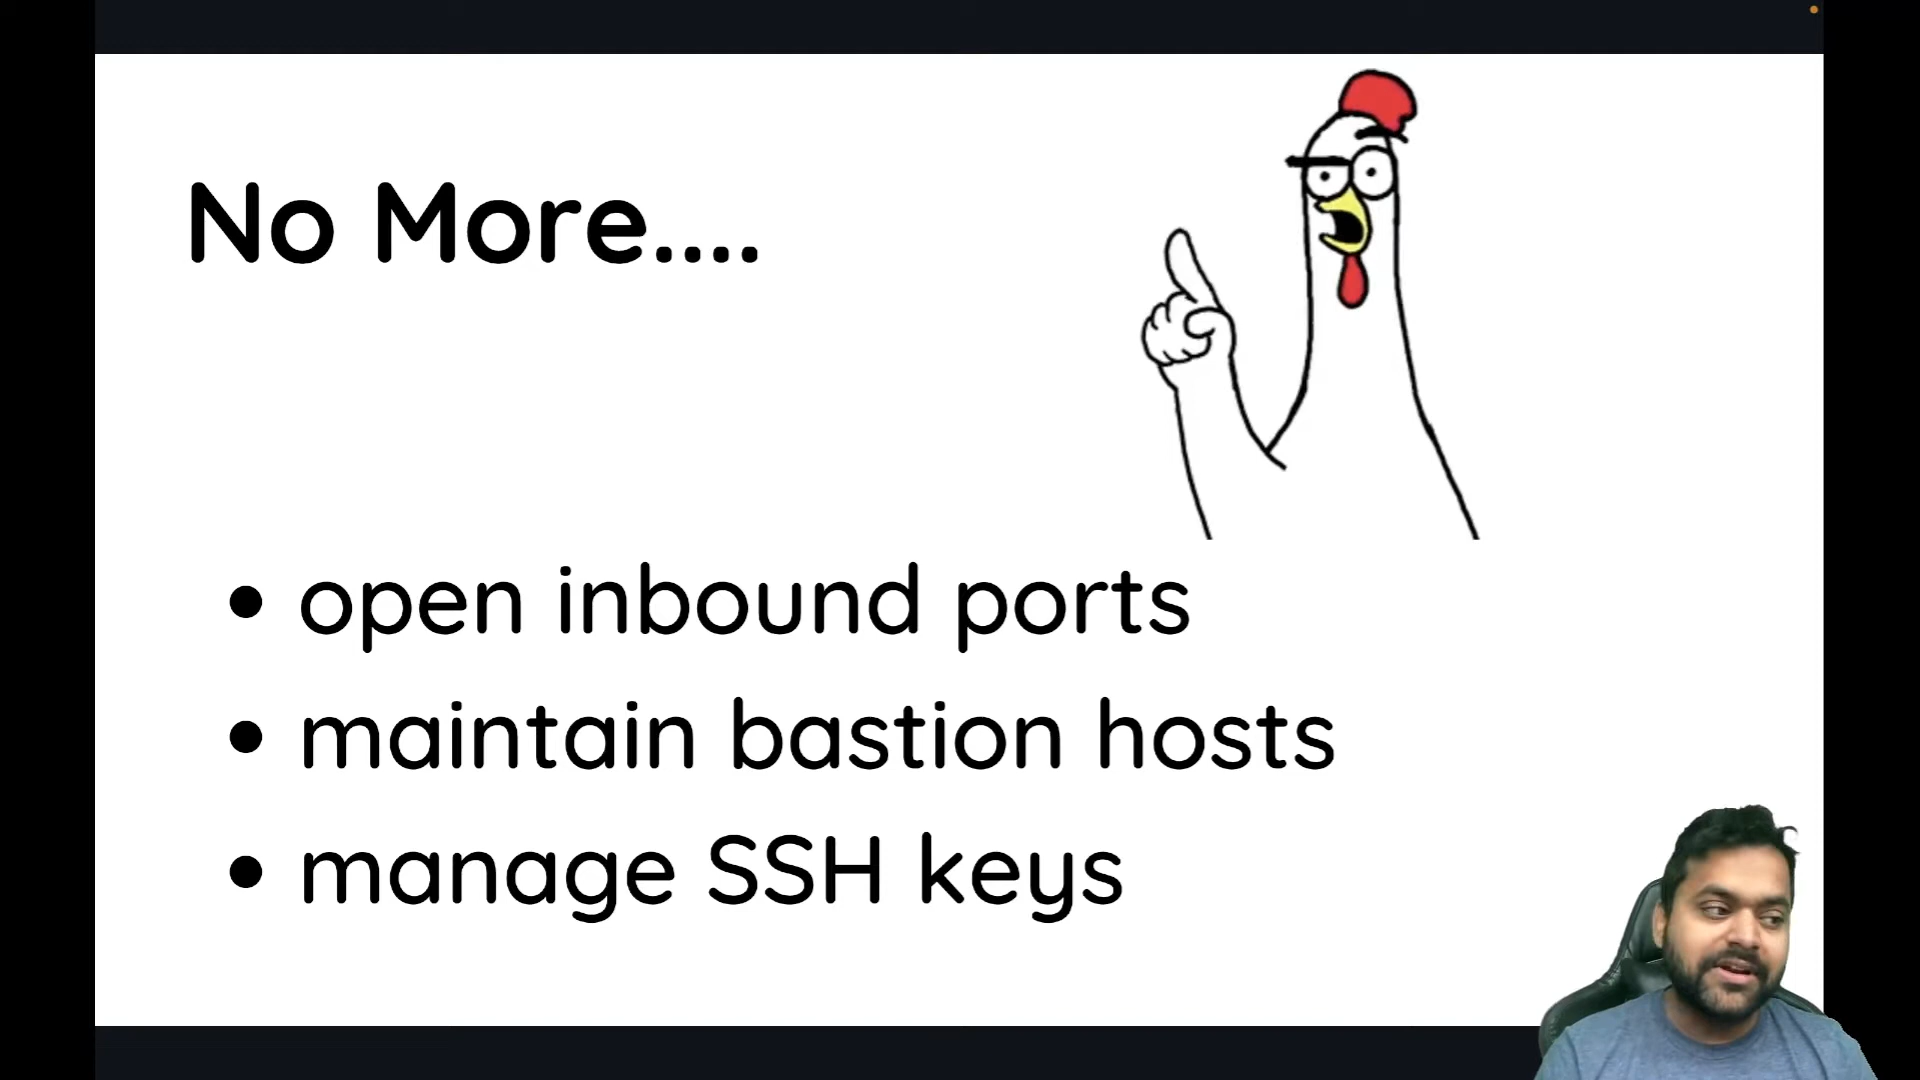 No More....
• open inbound ports
• maintain bastion hosts
• manage SSH keys